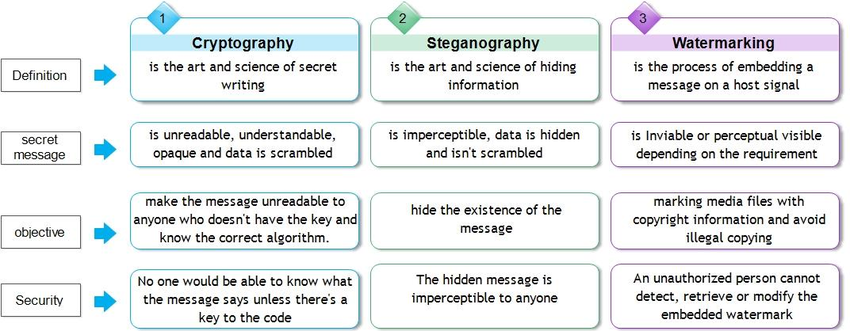 1 2 3
Cryptography Steganography Watermarking
Definition
is the art and science of secret
writing
is the art and science of hiding
information
is the process of embedding a
message on a host signal
secret
message
is unreadable, understandable,
opaque and data is scrambled
is imperceptible, data is hidden
and isn't scrambled
is Inviable or perceptual visible
depending on the requirement
objective
make the message unreadable to
anyone who doesn't have the key and
know the correct algorithm.
hide the existence of the
message
marking media files with
copyright information and avoid
illegal copying
Security
No one would be able to know what
the message says unless there's a
key to the code
The hidden message is
imperceptible to anyone
An unauthorized person cannot
detect, retrieve or modify the
embedded watermark